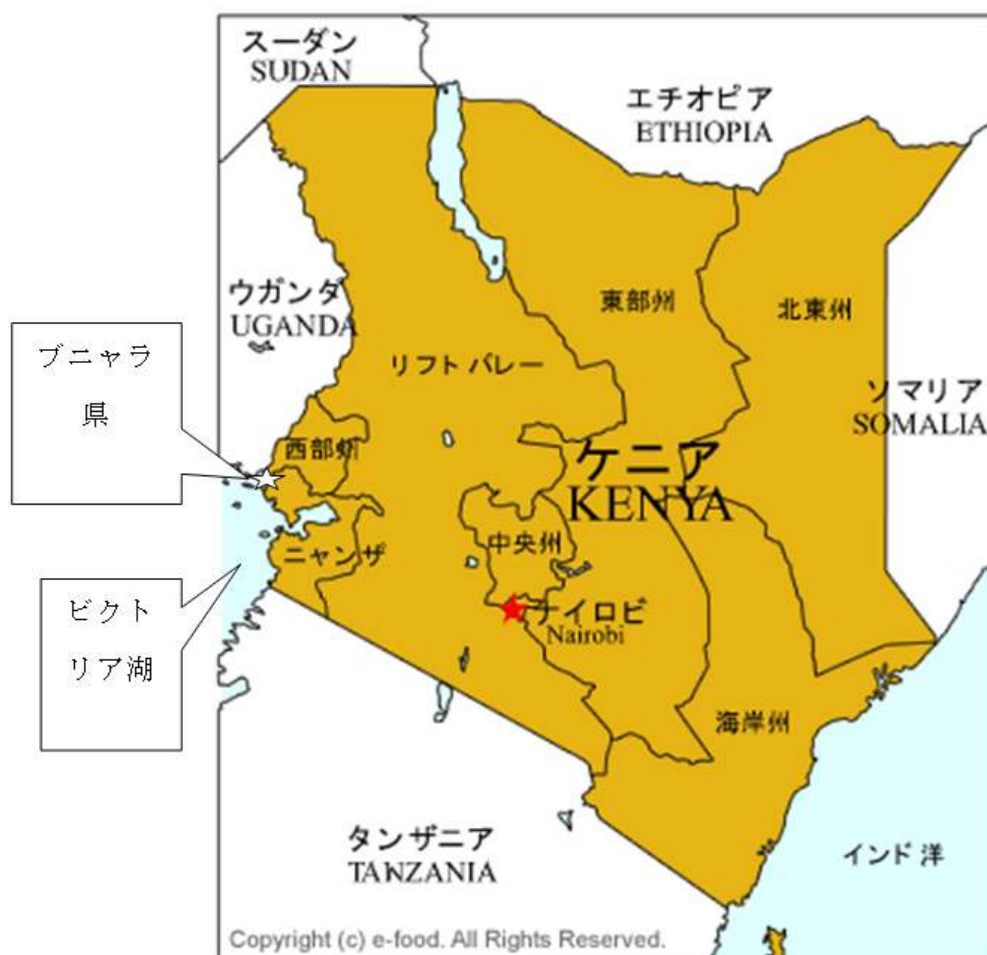 スーダン
SUDAN
エチオピア
ETHIOPIA
ウガンダ
UGANDA
東部州
北東州
ブニャラ
県
リフト バレー
ソマリア
SOMALIA
西部州
ケニア
KENYA
中央州
ニャンザ
ビクト
リア湖
ナイロビ
Nairobi
海岸州
タンザニア
TANZANIA
インド洋
Copyright (c) e-food. All Rights Reserved.